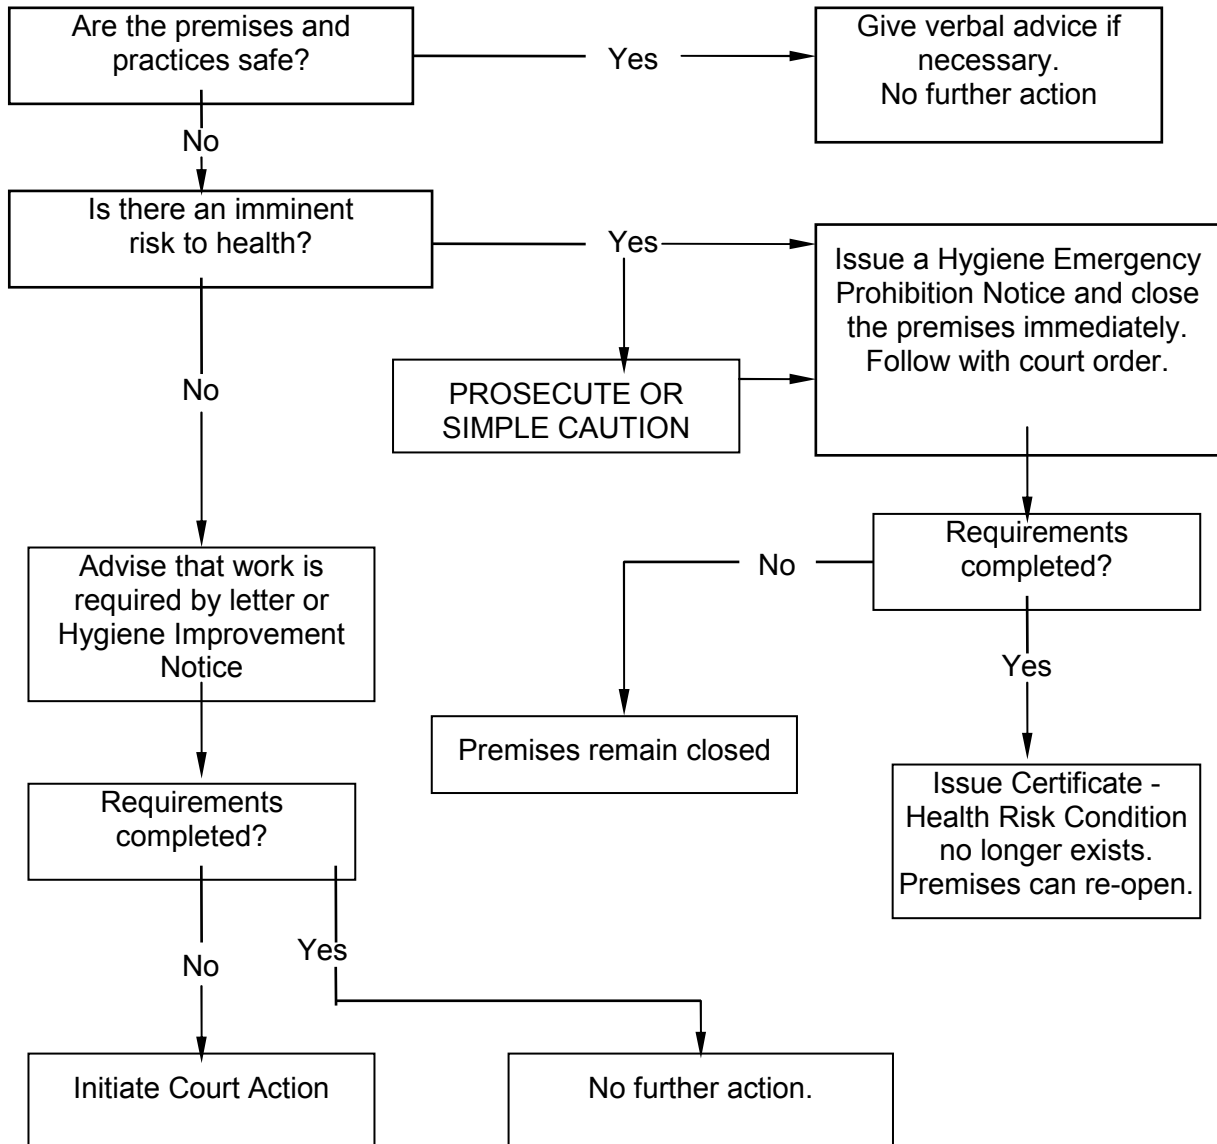 Are the premises and
practices safe?
Yes
Give verbal advice if
necessary.
No further action
No
Is there an imminent
risk to health?
Yes
Issue a Hygiene Emergency
Prohibition Notice and close
the premises immediately.
Follow with court order.
PROSECUTE OR
SIMPLE CAUTION
No
Requirements
completed?
No
Yes
Advise that work is
required by letter or
Hygiene Improvement
Notice
Premises remain closed
Issue Certificate -
Health Risk Condition
no longer exists.
Premises can re-open.
Requirements
completed?
No
Yes
Initiate Court Action
No further action.